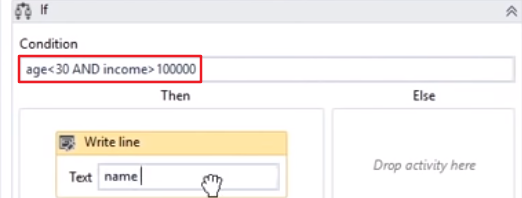 If
Condition
age<30 AND income>100000
Then
Else
Write line
Text name
Drop activity here